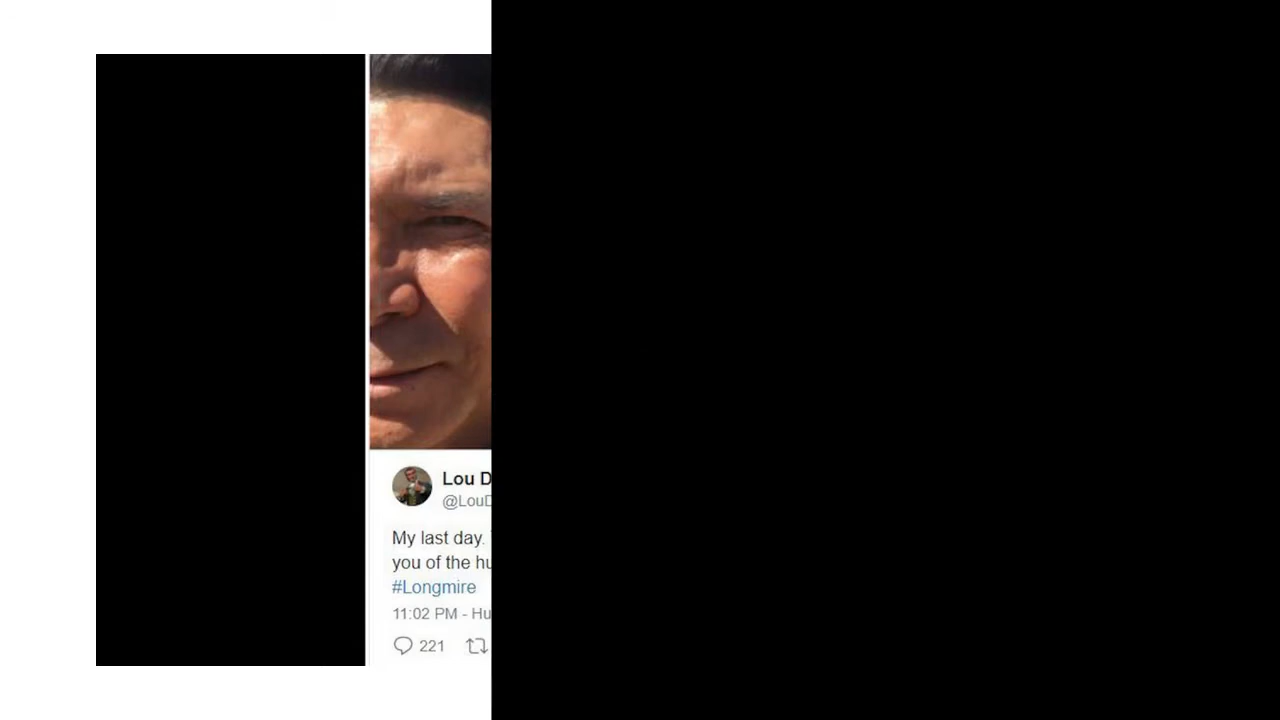 Lou D
@LouD
My last day.
you of the hu
#Longmire
11:02 PM - Hu
221